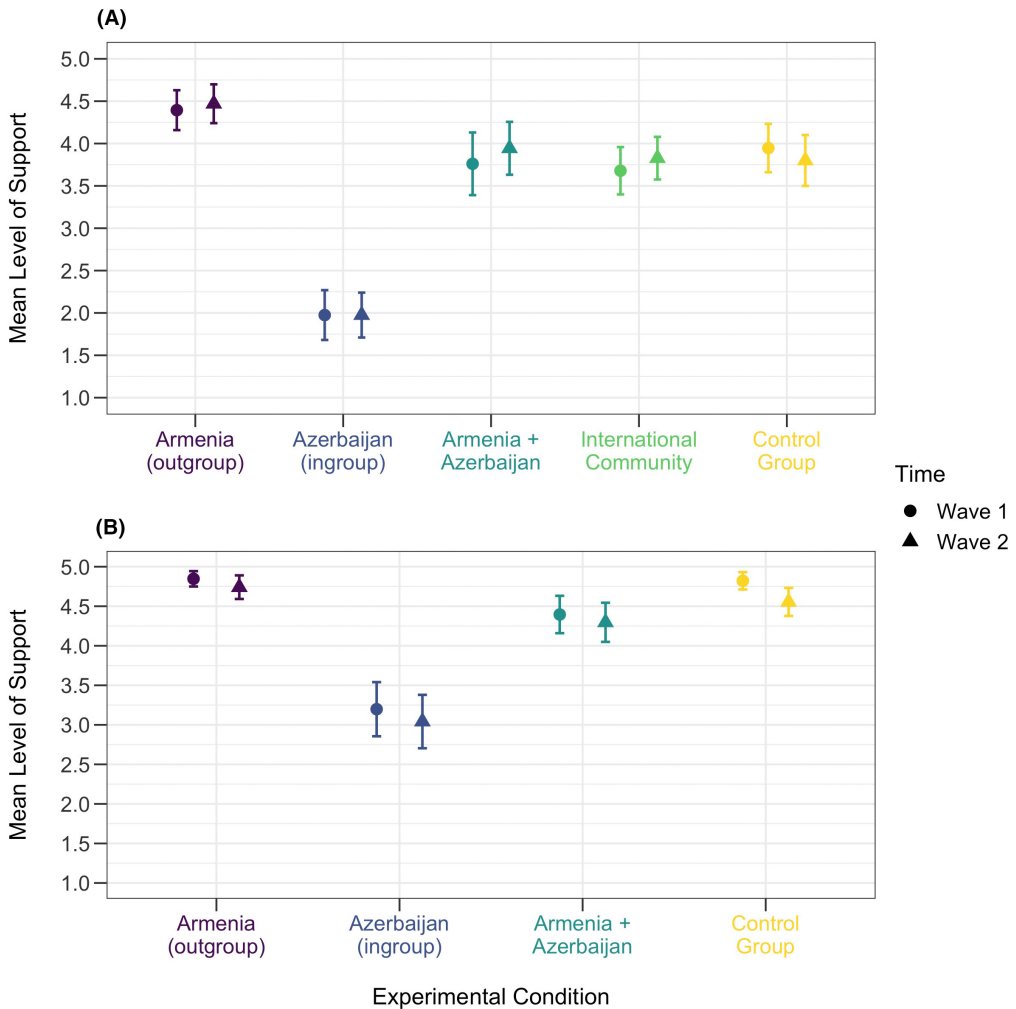 (A)
Mean Level of Support
5.0
4.5
4.0
3.5
3.0
2.5
2.0
1.5
1.0
Armenia
(outgroup)
Azerbaijan
(ingroup)
Armenia +
Azerbaijan
International
Community
Control
Group
Time
Wave 1
Wave 2
(B)
Mean Level of Support
5.0
4.5
4.0
3.5
3.0
2.5
2.0
1.5
1.0
Armenia
(outgroup)
Azerbaijan
(ingroup)
Armenia +
Azerbaijan
Control
Group
Experimental Condition